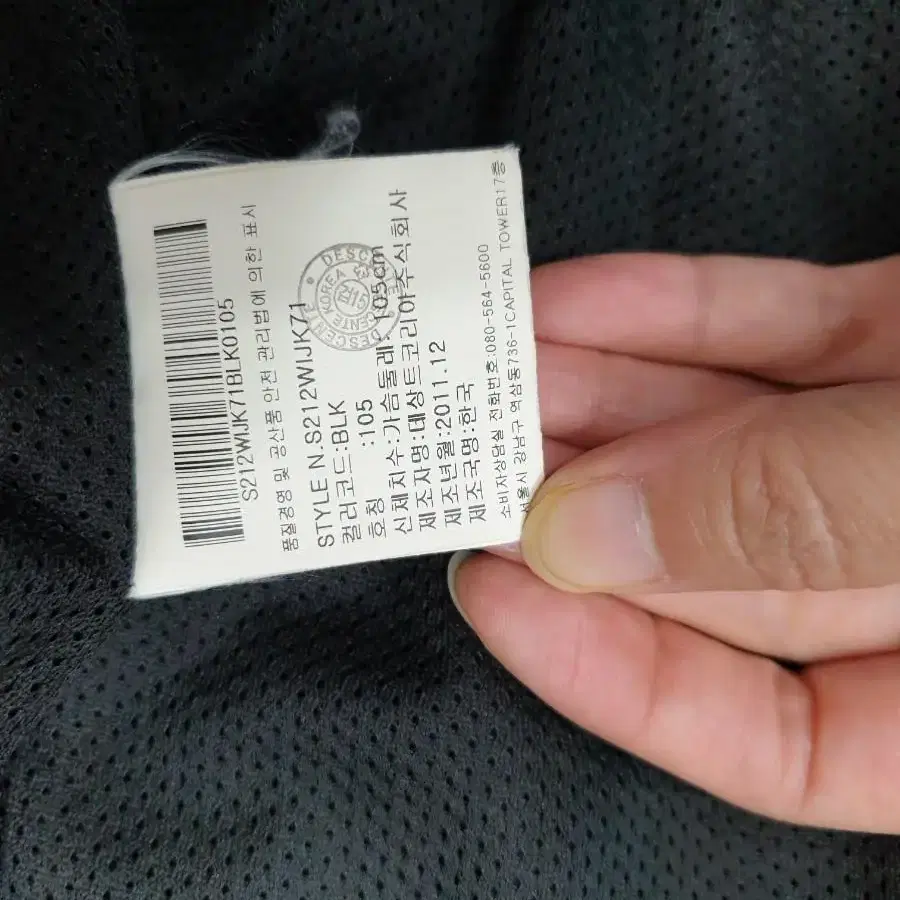 S212WIJK71BLK0105
품질경영 및 공산품 안전 관리법에 의한 표시
STYLE N.S212WIJK71
컬러코드:BLK
호칭 :105
신체치수:가슴둘레:105cm
제조자명:데상트코리아주식회사
제조년월:2011.12
제조국명:한국
소비자상담실 전화번호:080-564-5600
서울시 강남구 역삼동736-1CAPITAL TOWER17층
DESCENTE KOREA
검15